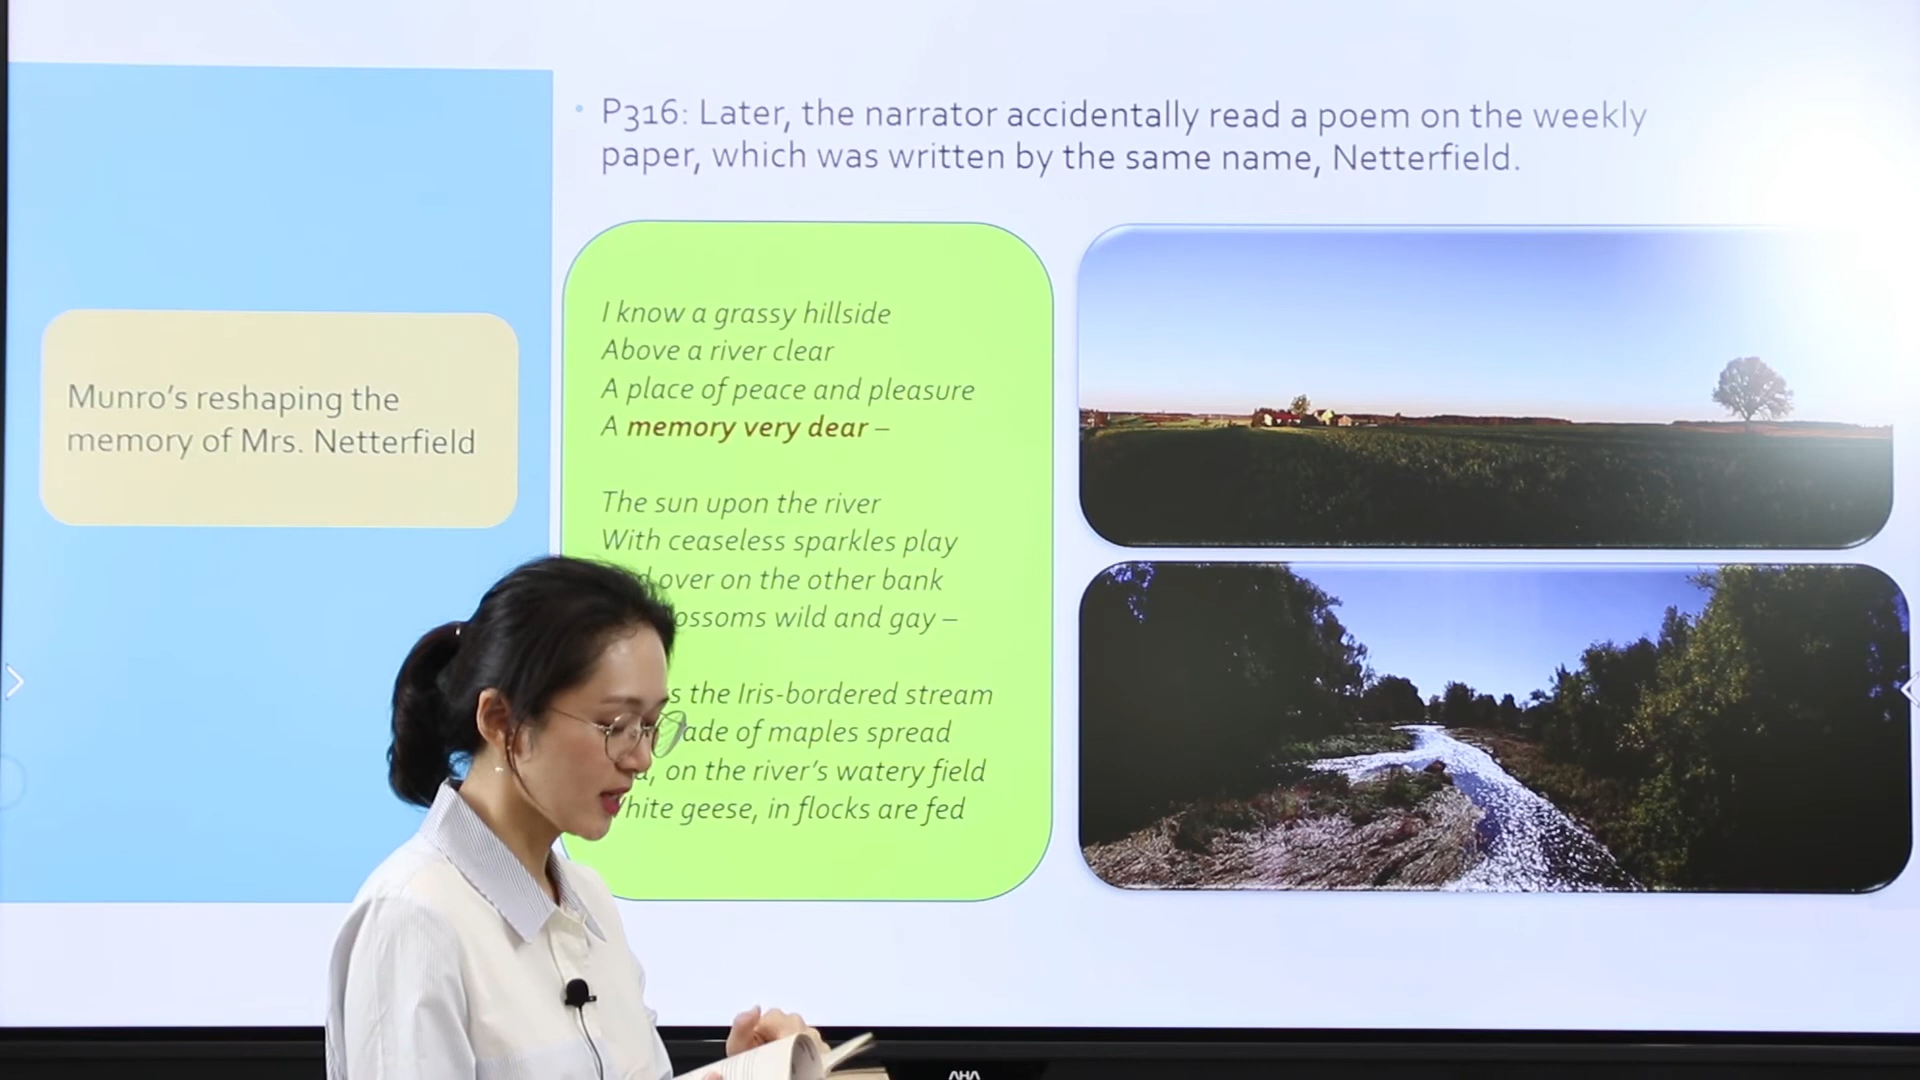 P316: Later, the narrator accidentally read a poem on the weekly
paper, which was written by the same name, Netterfield.
Munro's reshaping the
memory of Mrs. Netterfield
I know a grassy hillside
Above a river clear
A place of peace and pleasure
A memory very dear –
The sun upon the river
With ceaseless sparkles play
over on the other bank
wild and gay –
the Iris-bordered stream
of maples spread
on the river's watery field
White geese, in flocks are fed